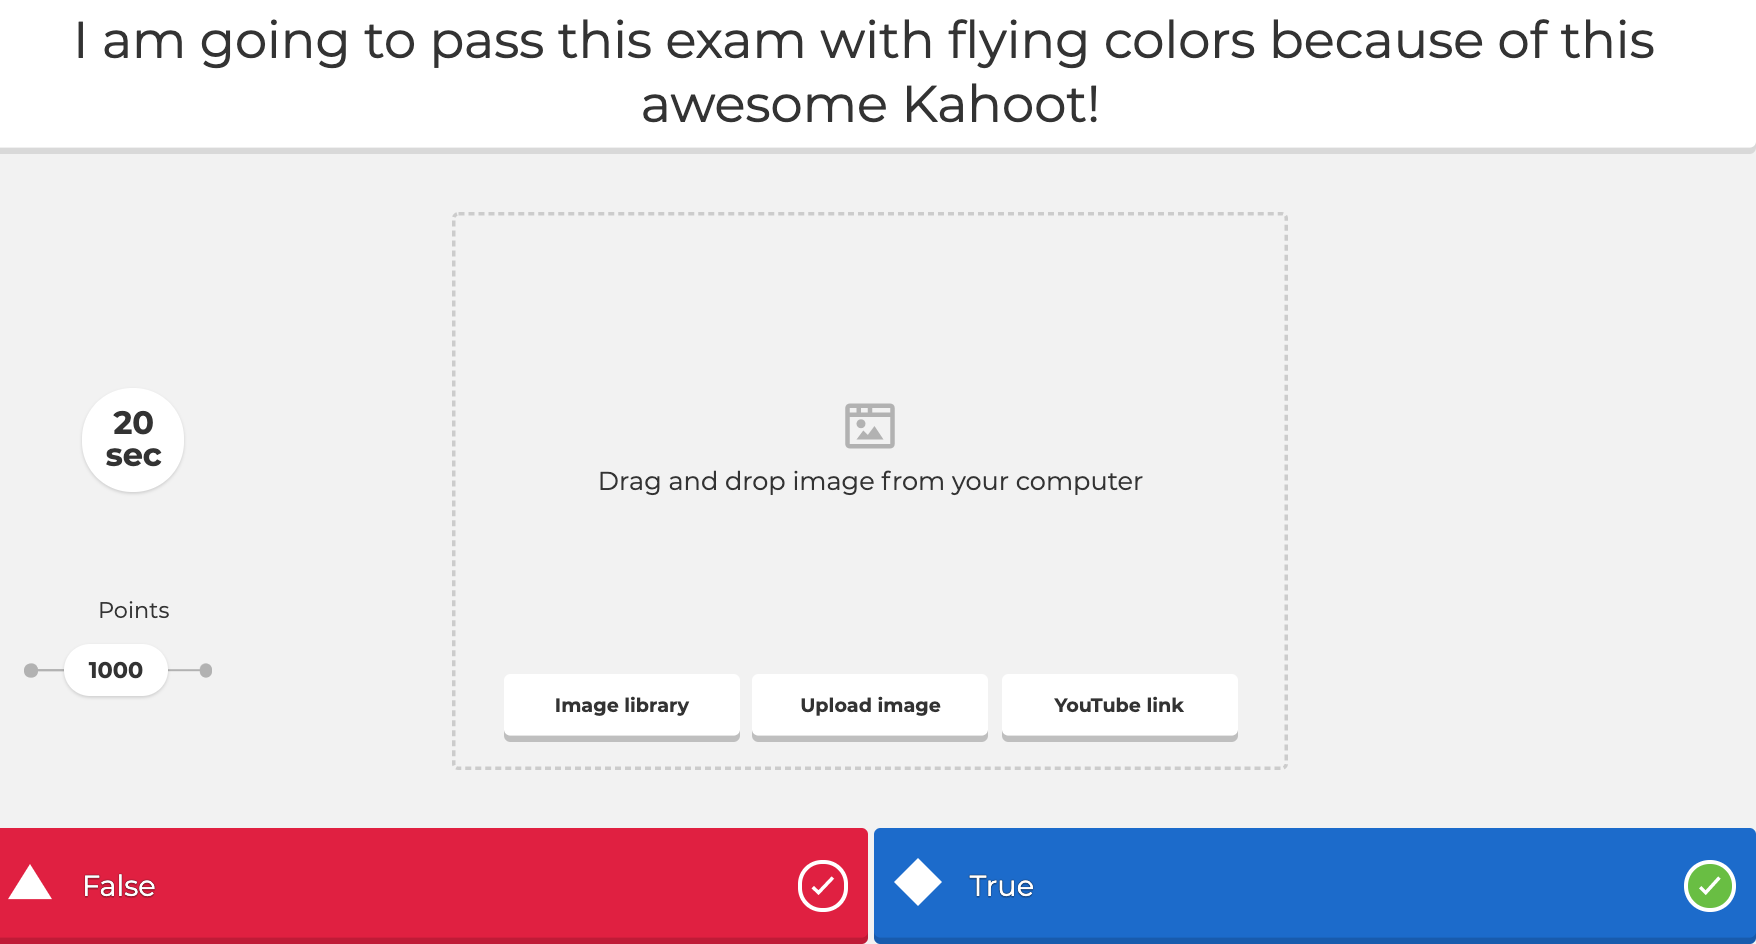 I am going to pass this exam with flying colors because of this
awesome Kahoot!
20
sec
Drag and drop image from your computer
Points
1000
Image library
Upload image
YouTube link
False
True